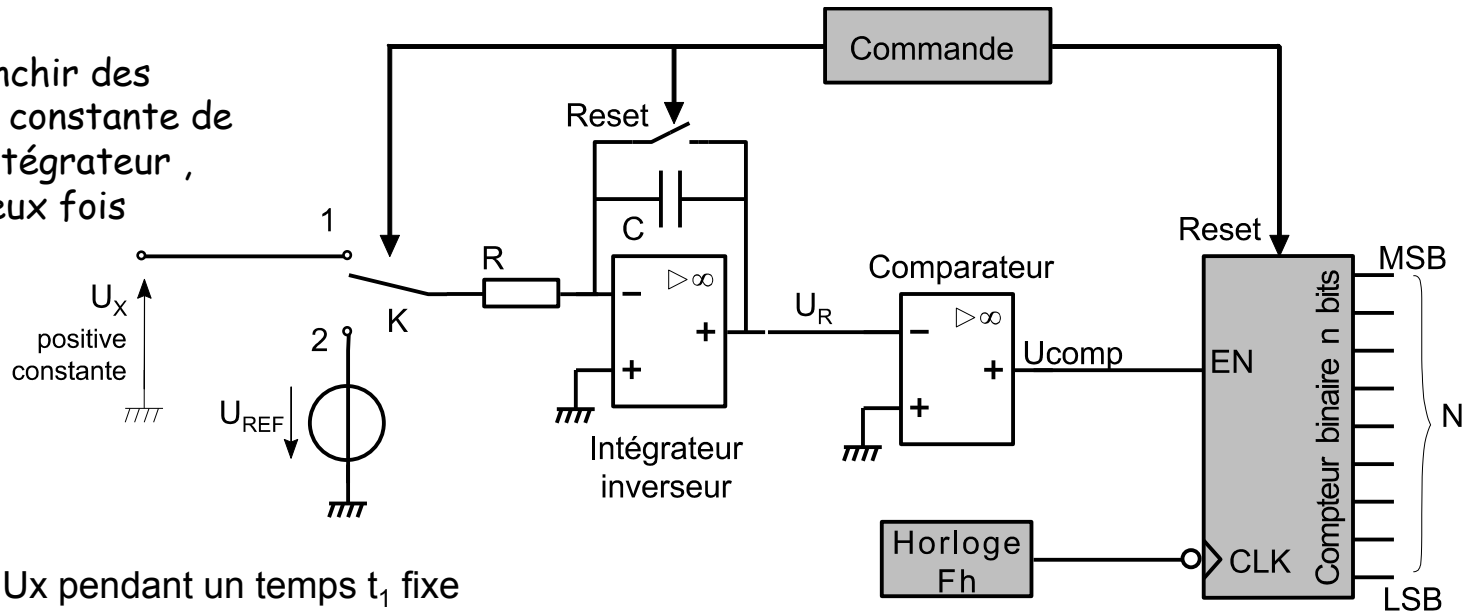 nchir des
constante de
tégrateur ,
eux fois
Commande
Reset
1
C
R
U_X
positive
constante
K
2
U_REF
▷∞
-
+
+
Intégrateur
inverseur
U_R
Comparateur
▷∞
-
+
+
Ucomp
Reset
EN
CLK
Compteur binaire n bits
MSB
N
LSB
Horloge
Fh
Ux pendant un temps t₁ fixe